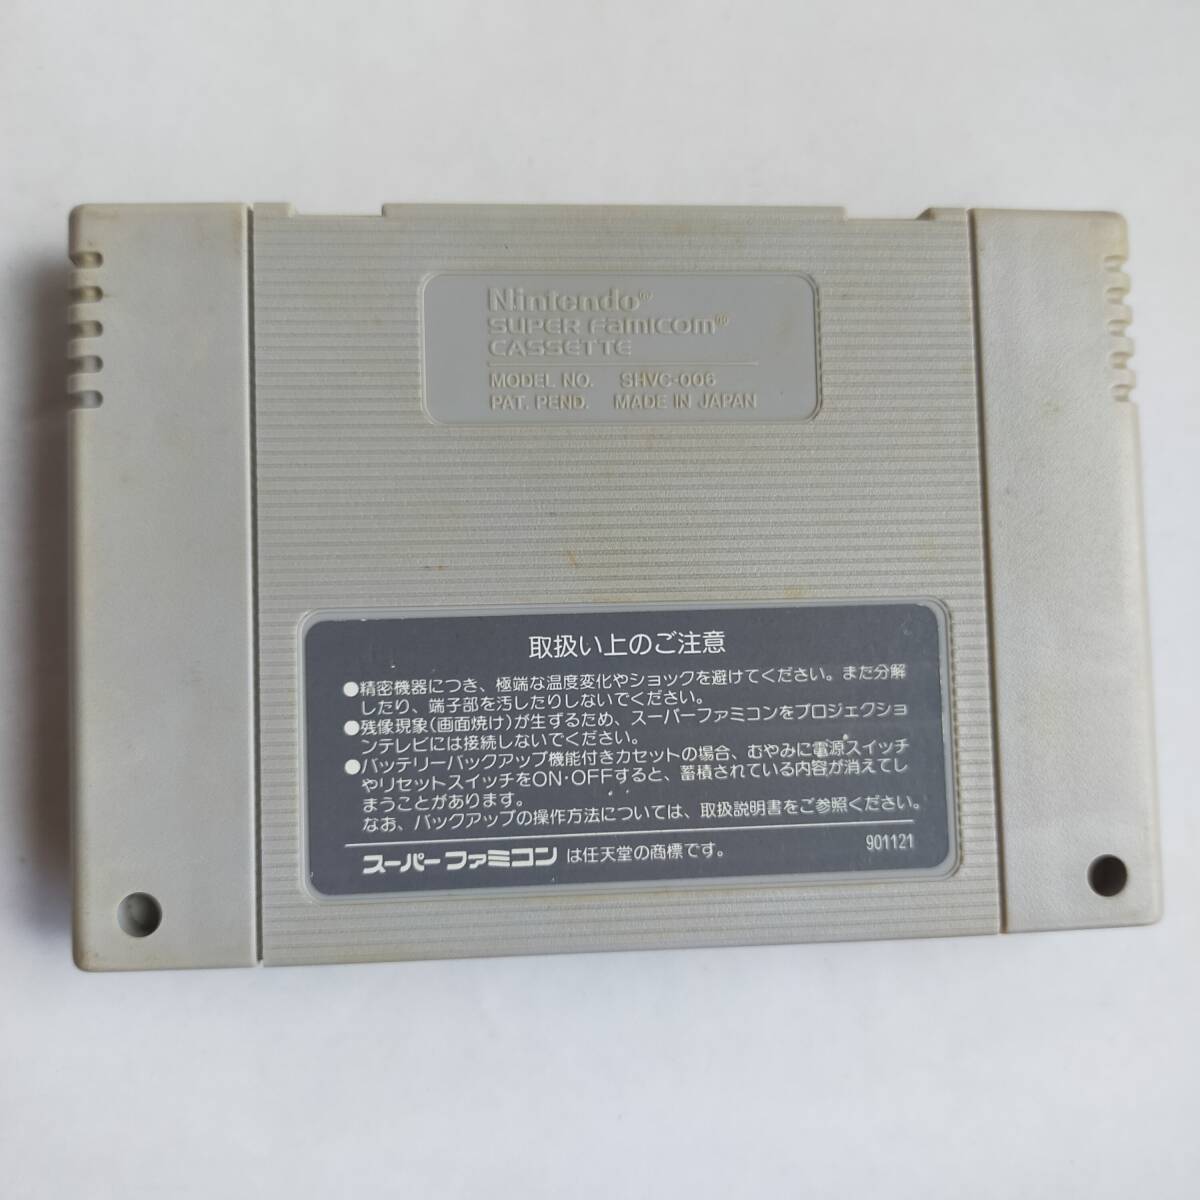 Nintendo®
SUPER Famicom®
CASSETTE
MODEL NO. SHVC-006
PAT. PEND. MADE IN JAPAN
取扱い上のご注意
●精密機器につき、極端な温度変化やショックを避けてください。また分解
したり、端子部を汚したりしないでください。
●残像現象(画面焼け)が生ずるため、スーパーファミコンをプロジェクショ
ンテレビには接続しないでください。
●バッテリーバックアップ機能付きカセットの場合、むやみに電源スイッチ
やリセットスイッチをON・OFFすると、蓄積されている内容が消えてし
まうことがあります。
なお、バックアップの操作方法については、取扱説明書をご参照ください。
スーパーファミコン は任天堂の商標です。
901121